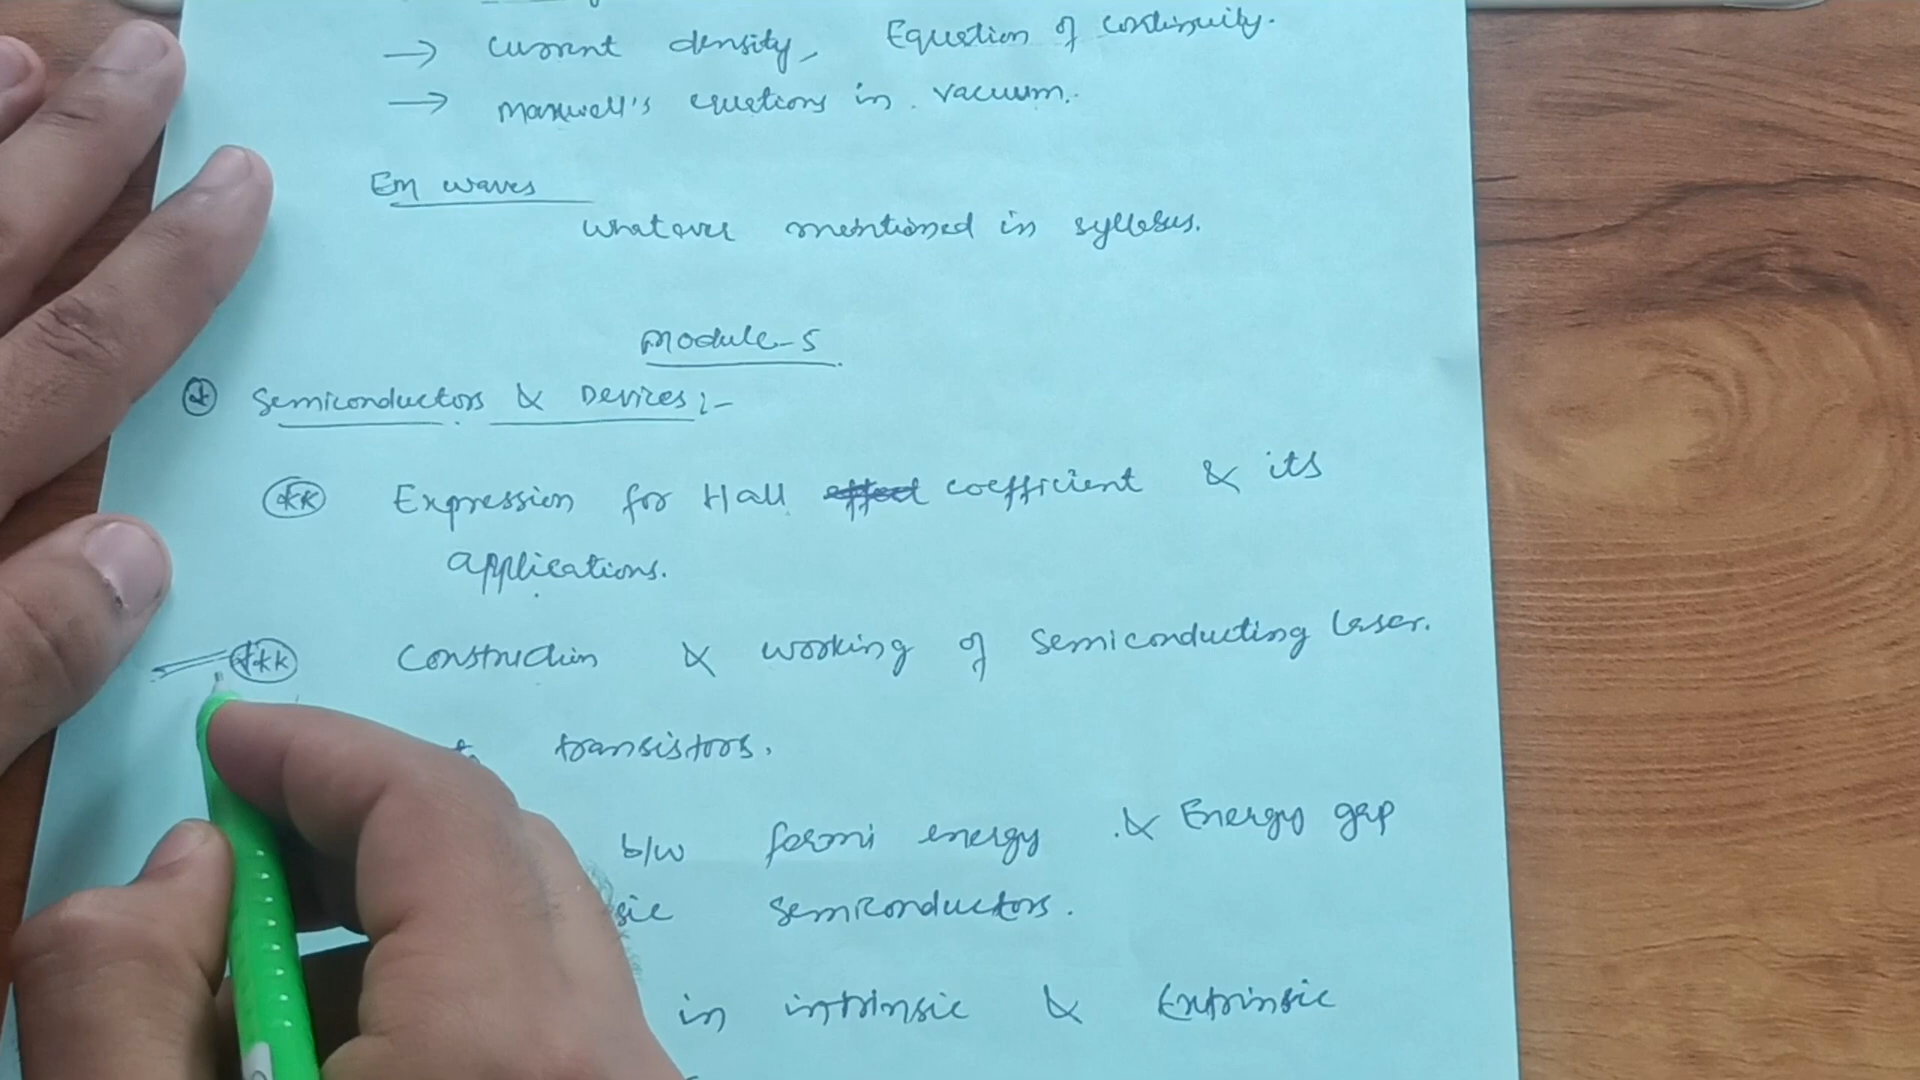 → Current density, Equation of continuity.
→ Maxwell's equations in vacuum.
Em waves
Whatever mentioned in syllabus.
Module-5
Semiconductors & Devices :-
** Expression for Hall coefficient & its
applications.
*** Construction & working of Semiconducting laser.
transistors.
b/w fermi energy & Energy gap
sic semiconductors.
in intrinsic & Extrinsic